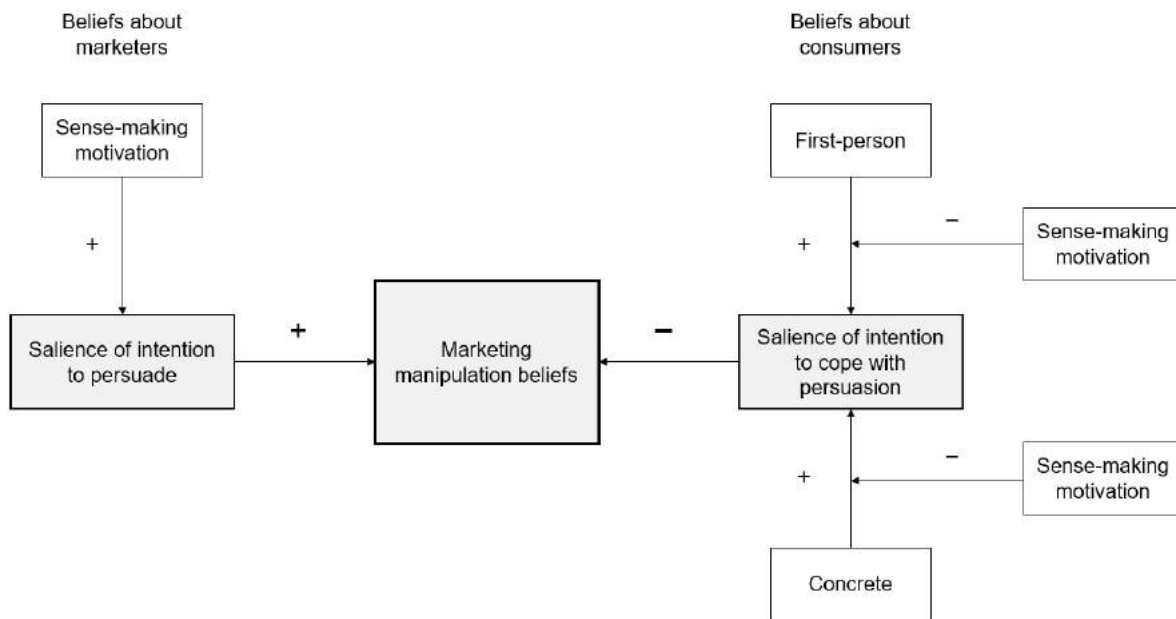 Beliefs about
marketers
Beliefs about
consumers
Sense-making
motivation
First-person
+
+
−
Sense-making
motivation
Salience of intention
to persuade
+
Marketing
manipulation beliefs
−
Salience of intention
to cope with
persuasion
+
−
Sense-making
motivation
Concrete